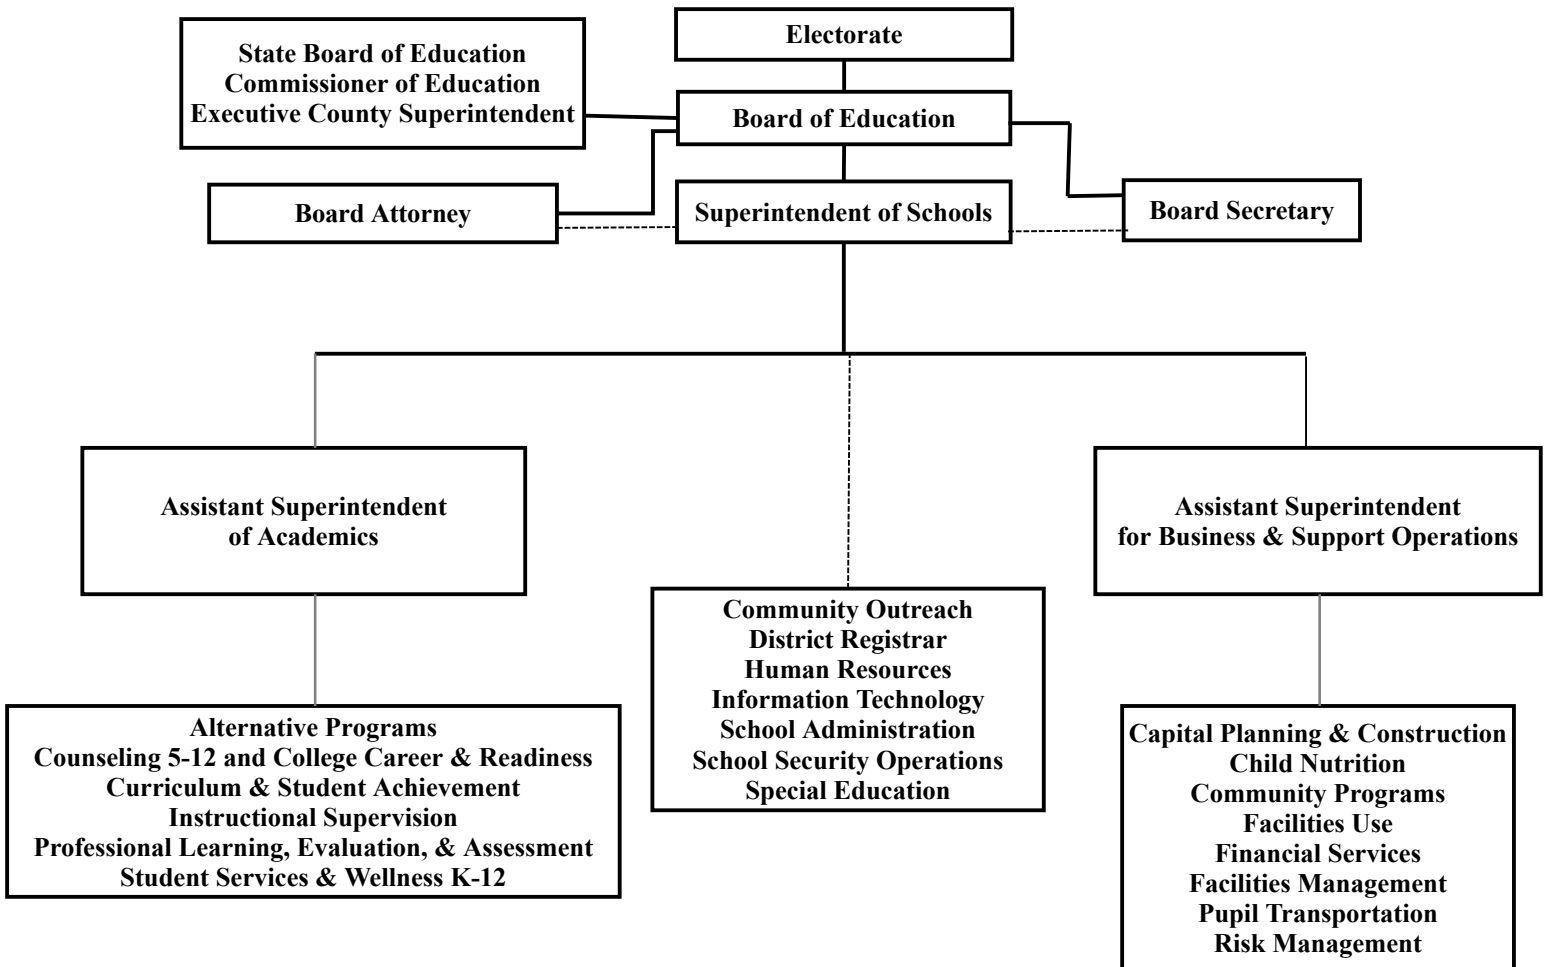 Electorate
State Board of Education
Commissioner of Education
Executive County Superintendent
Board of Education
Board Attorney
Superintendent of Schools
Board Secretary
Assistant Superintendent
of Academics
Assistant Superintendent
for Business & Support Operations
Community Outreach
District Registrar
Human Resources
Information Technology
School Administration
School Security Operations
Special Education
Alternative Programs
Counseling 5-12 and College Career & Readiness
Curriculum & Student Achievement
Instructional Supervision
Professional Learning, Evaluation, & Assessment
Student Services & Wellness K-12
Capital Planning & Construction
Child Nutrition
Community Programs
Facilities Use
Financial Services
Facilities Management
Pupil Transportation
Risk Management